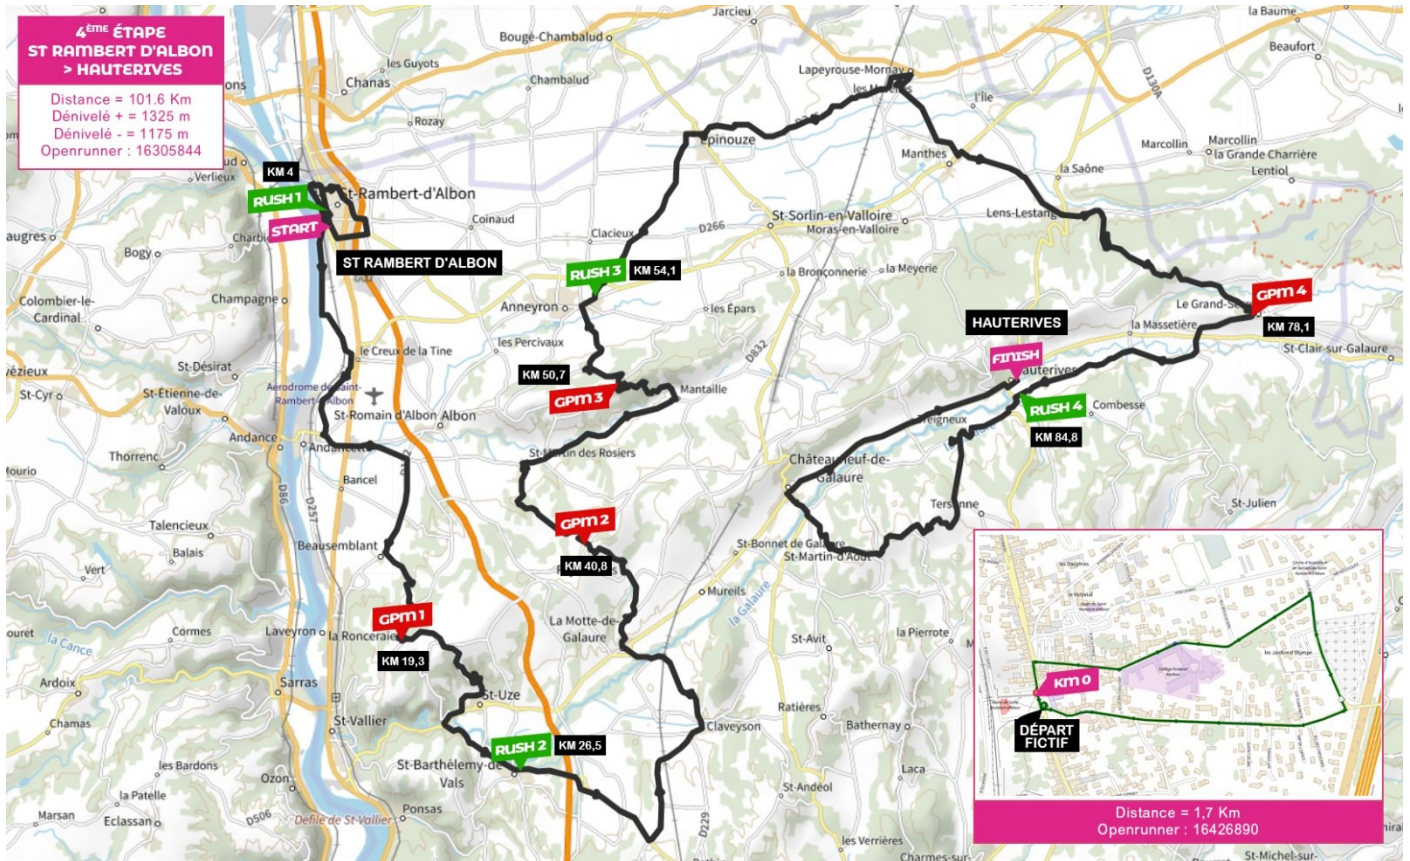 4ÈME ÉTAPE
ST RAMBERT D'ALBON
> HAUTERIVES
Distance = 101.6 Km
Dénivelé + = 1325 m
Dénivelé - = 1175 m
Openrunner : 16305844
Jarcieu
la Baume
Bougé-Chambalud
Beaufort
les Guyots
Lapeyrouse-Mornay
Chanas
Chambalud
D130A
l'Île
Rozay
Epinouze
Marcollin
Marcollin
Manthes
la Grande Charrière
Lentiol
la Saône
KM 4
Verlieux
RUSH 1
St-Rambert-d'Albon
START
Coinaud
St-Sorlin-en-Valloire
Lens-Lestang
D266
Moras-en-Valloire
Clacieux
Bogy
ST RAMBERT D'ALBON
RUSH 3
KM 54,1
la Bronçonnerie
la Meyerie
Colombier-le-
Cardinal
Champagne
Anneyron
les Épars
GPM 4
KM 78,1
HAUTERIVES
la Massetière
le Creux de la Tine
les Percivaux
D832
FINISH
St-Clair-sur-Galaure
St-Désirat
KM 50,7
Mantaille
Hauterives
St-Cyr
St-Étienne-de-
Valoux
GPM 3
RUSH 4
Combesse
St-Romain d'Albon
Albon
KM 84,8
Treigneux
Andance
Andancette
Thorrenc
St-Martin des Rosiers
Châteauneuf-de-
Galaure
Bancel
D86
D257
Tersanne
St-Julien
Talencieux
GPM 2
Balais
Beausemblant
St-Bonnet de Galaure
St-Martin-d'Août
KM 40,8
Vert
Mureils
la Galaure
GPM 1
La Motte-de-
Galaure
Cormes
Laveyron
la Ronceraie
la Cance
KM 19,3
St-Avit
la Pierrote
Ardoix
Sarras
St-Uze
KM 0
DÉPART
FICTIF
Chamas
St-Vallier
Claveyson
Ratières
Bathernay
RUSH 2
KM 26,5
les Bardons
St-Barthélemy-de-
Vals
Laca
Ozon
la Patelle
St-Andéol
Marsan
Eclassan
D506
Défilé de St-Vallier
Ponsas
D229
Distance = 1,7 Km
Openrunner : 16426890
les Verrières
Charmes-sur-
St-Michel-sur-